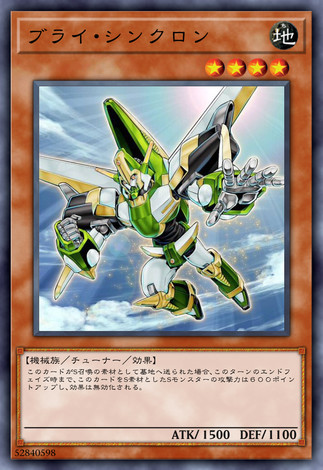 ブライ・シンクロン
地
【機械族／チューナー／効果】
このカードがS召喚の素材として墓地へ送られた場合、このターンのエンドフ
ェイズ時まで、このカードをS素材としたSモンスターの攻撃力は６００ポイン
トアップし、効果は無効化される。
ATK/1500 DEF/1100
52840598